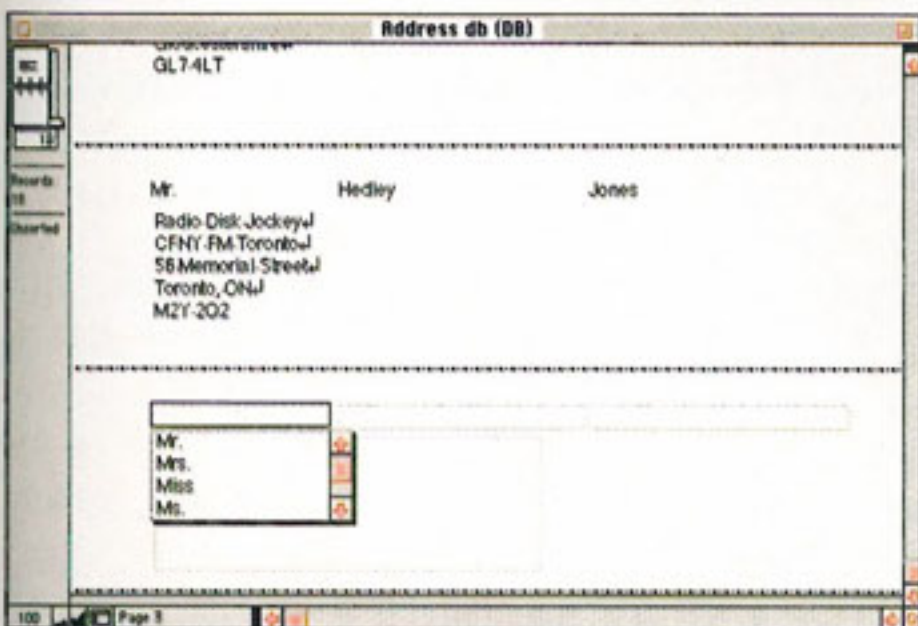 Address db (DB)
GL7·4LT
Records:
Unsorted
Mr. Hedley Jones
Radio·Disk·Jockey↵
CFNY·FM·Toronto↵
56·Memorial·Street↵
Toronto,·ON↵
M2Y·2O2
Mr.
Mrs.
Miss
Ms.
100 Page 3